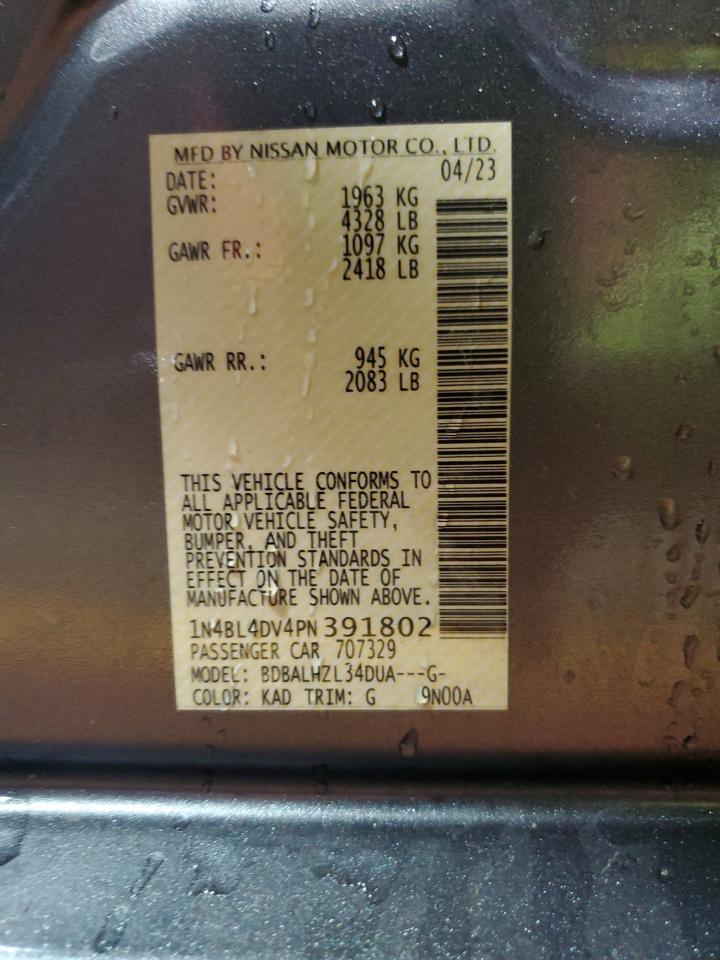 MFD BY NISSAN MOTOR CO., LTD.
DATE: 04/23
GVWR: 1963 KG
4328 LB
GAWR FR.: 1097 KG
2418 LB
GAWR RR.: 945 KG
2083 LB
THIS VEHICLE CONFORMS TO
ALL APPLICABLE FEDERAL
MOTOR VEHICLE SAFETY,
BUMPER, AND THEFT
PREVENTION STANDARDS IN
EFFECT ON THE DATE OF
MANUFACTURE SHOWN ABOVE.
1N4BL4DV4PN391802
PASSENGER CAR 707329
MODEL: BDBALHZL34DUA---G-
COLOR: KAD TRIM: G 9N00A